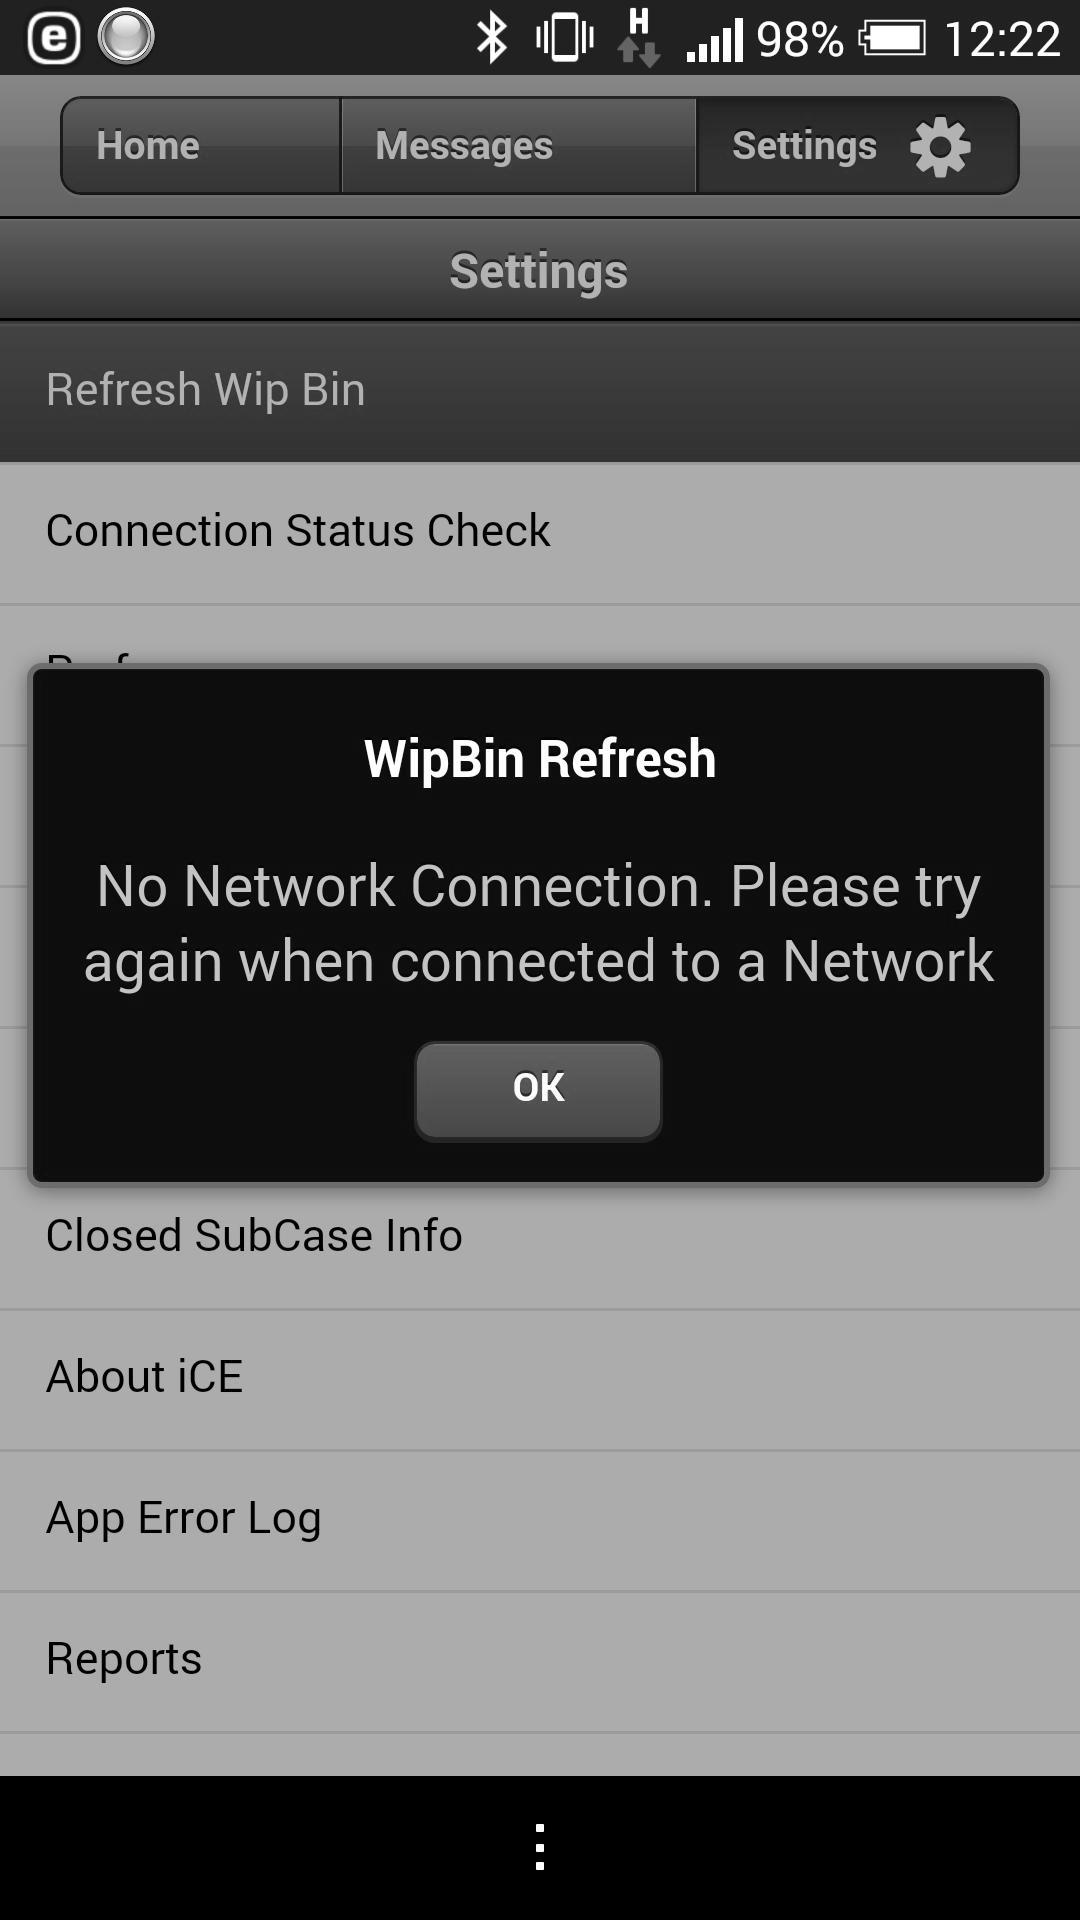 e
H
98%
12:22
Home
Messages
Settings
Settings
Refresh Wip Bin
Connection Status Check
WipBin Refresh
No Network Connection. Please try
again when connected to a Network
OK
Closed SubCase Info
About iCE
App Error Log
Reports